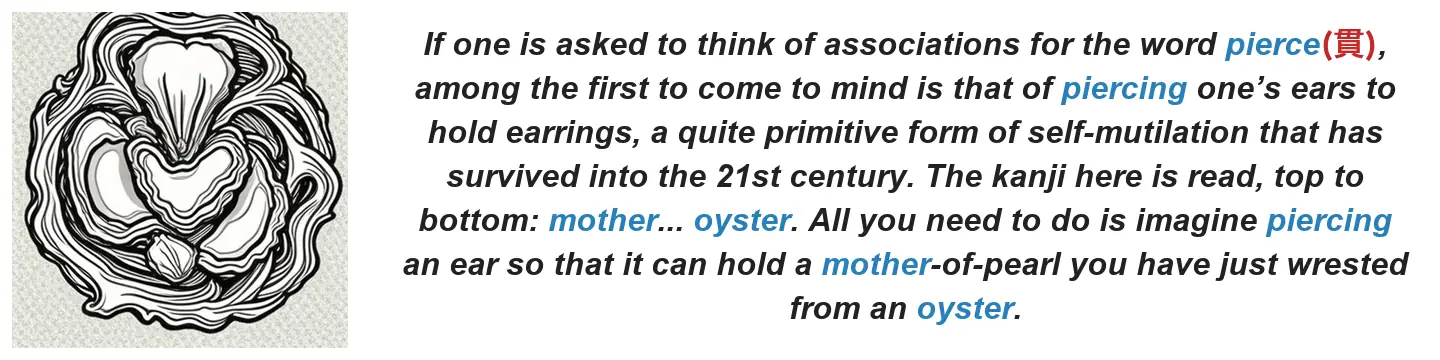 If one is asked to think of associations for the word pierce(貫),
among the first to come to mind is that of piercing one’s ears to
hold earrings, a quite primitive form of self-mutilation that has
survived into the 21st century. The kanji here is read, top to
bottom: mother... oyster. All you need to do is imagine piercing
an ear so that it can hold a mother-of-pearl you have just wrested
from an oyster.